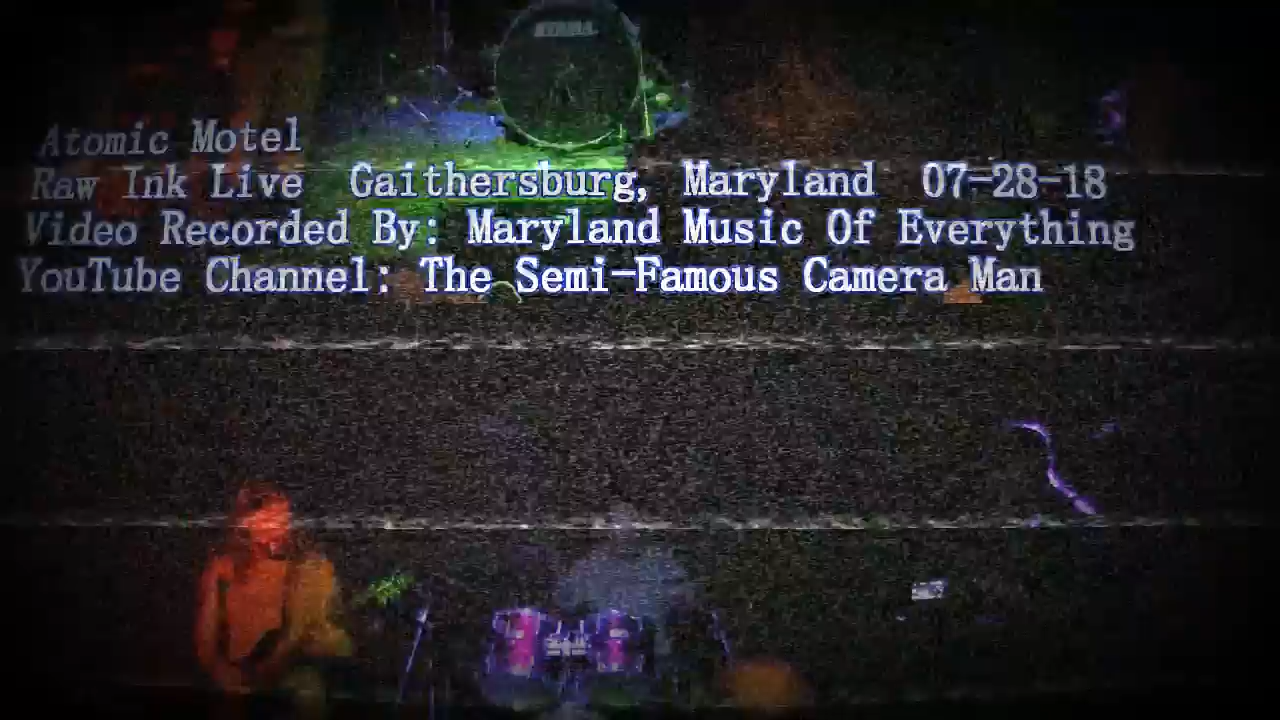 Atomic Motel
Raw Ink Live  Gaithersburg, Maryland  07-28-18
Video Recorded By: Maryland Music Of Everything
YouTube Channel: The Semi-Famous Camera Man